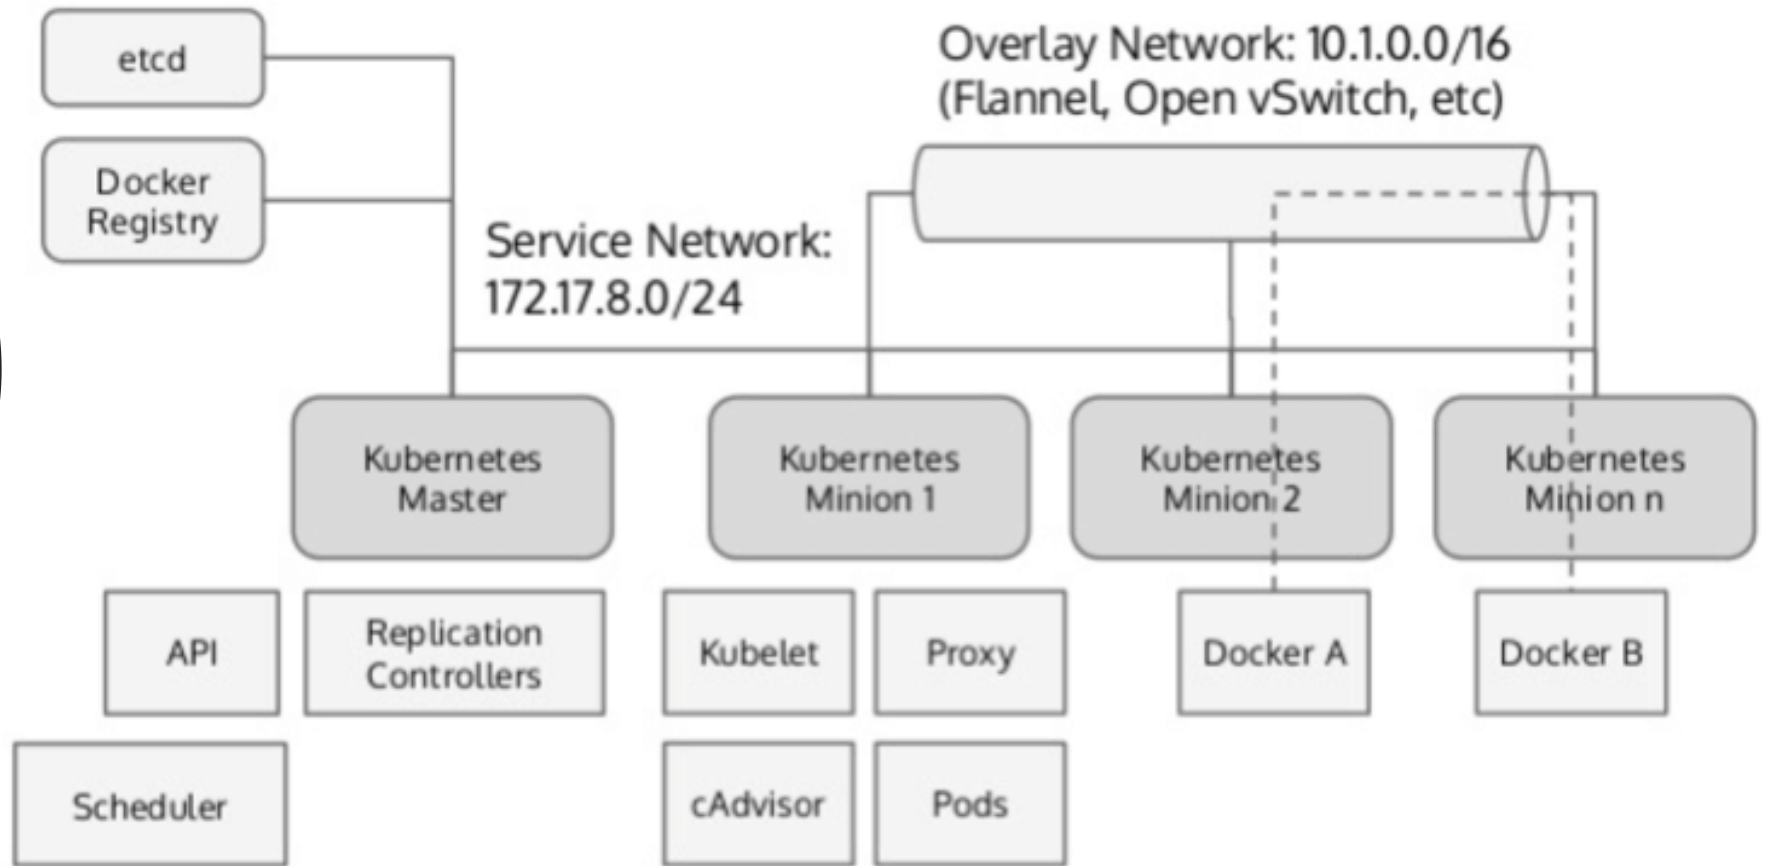 etcd
Overlay Network: 10.1.0.0/16
(Flannel, Open vSwitch, etc)
Docker
Registry
Service Network:
172.17.8.0/24
Kubernetes
Master
Kubernetes
Minion 1
Kubernetes
Minion 2
Kubernetes
Minion n
API
Replication
Controllers
Kubelet
Proxy
Docker A
Docker B
Scheduler
cAdvisor
Pods